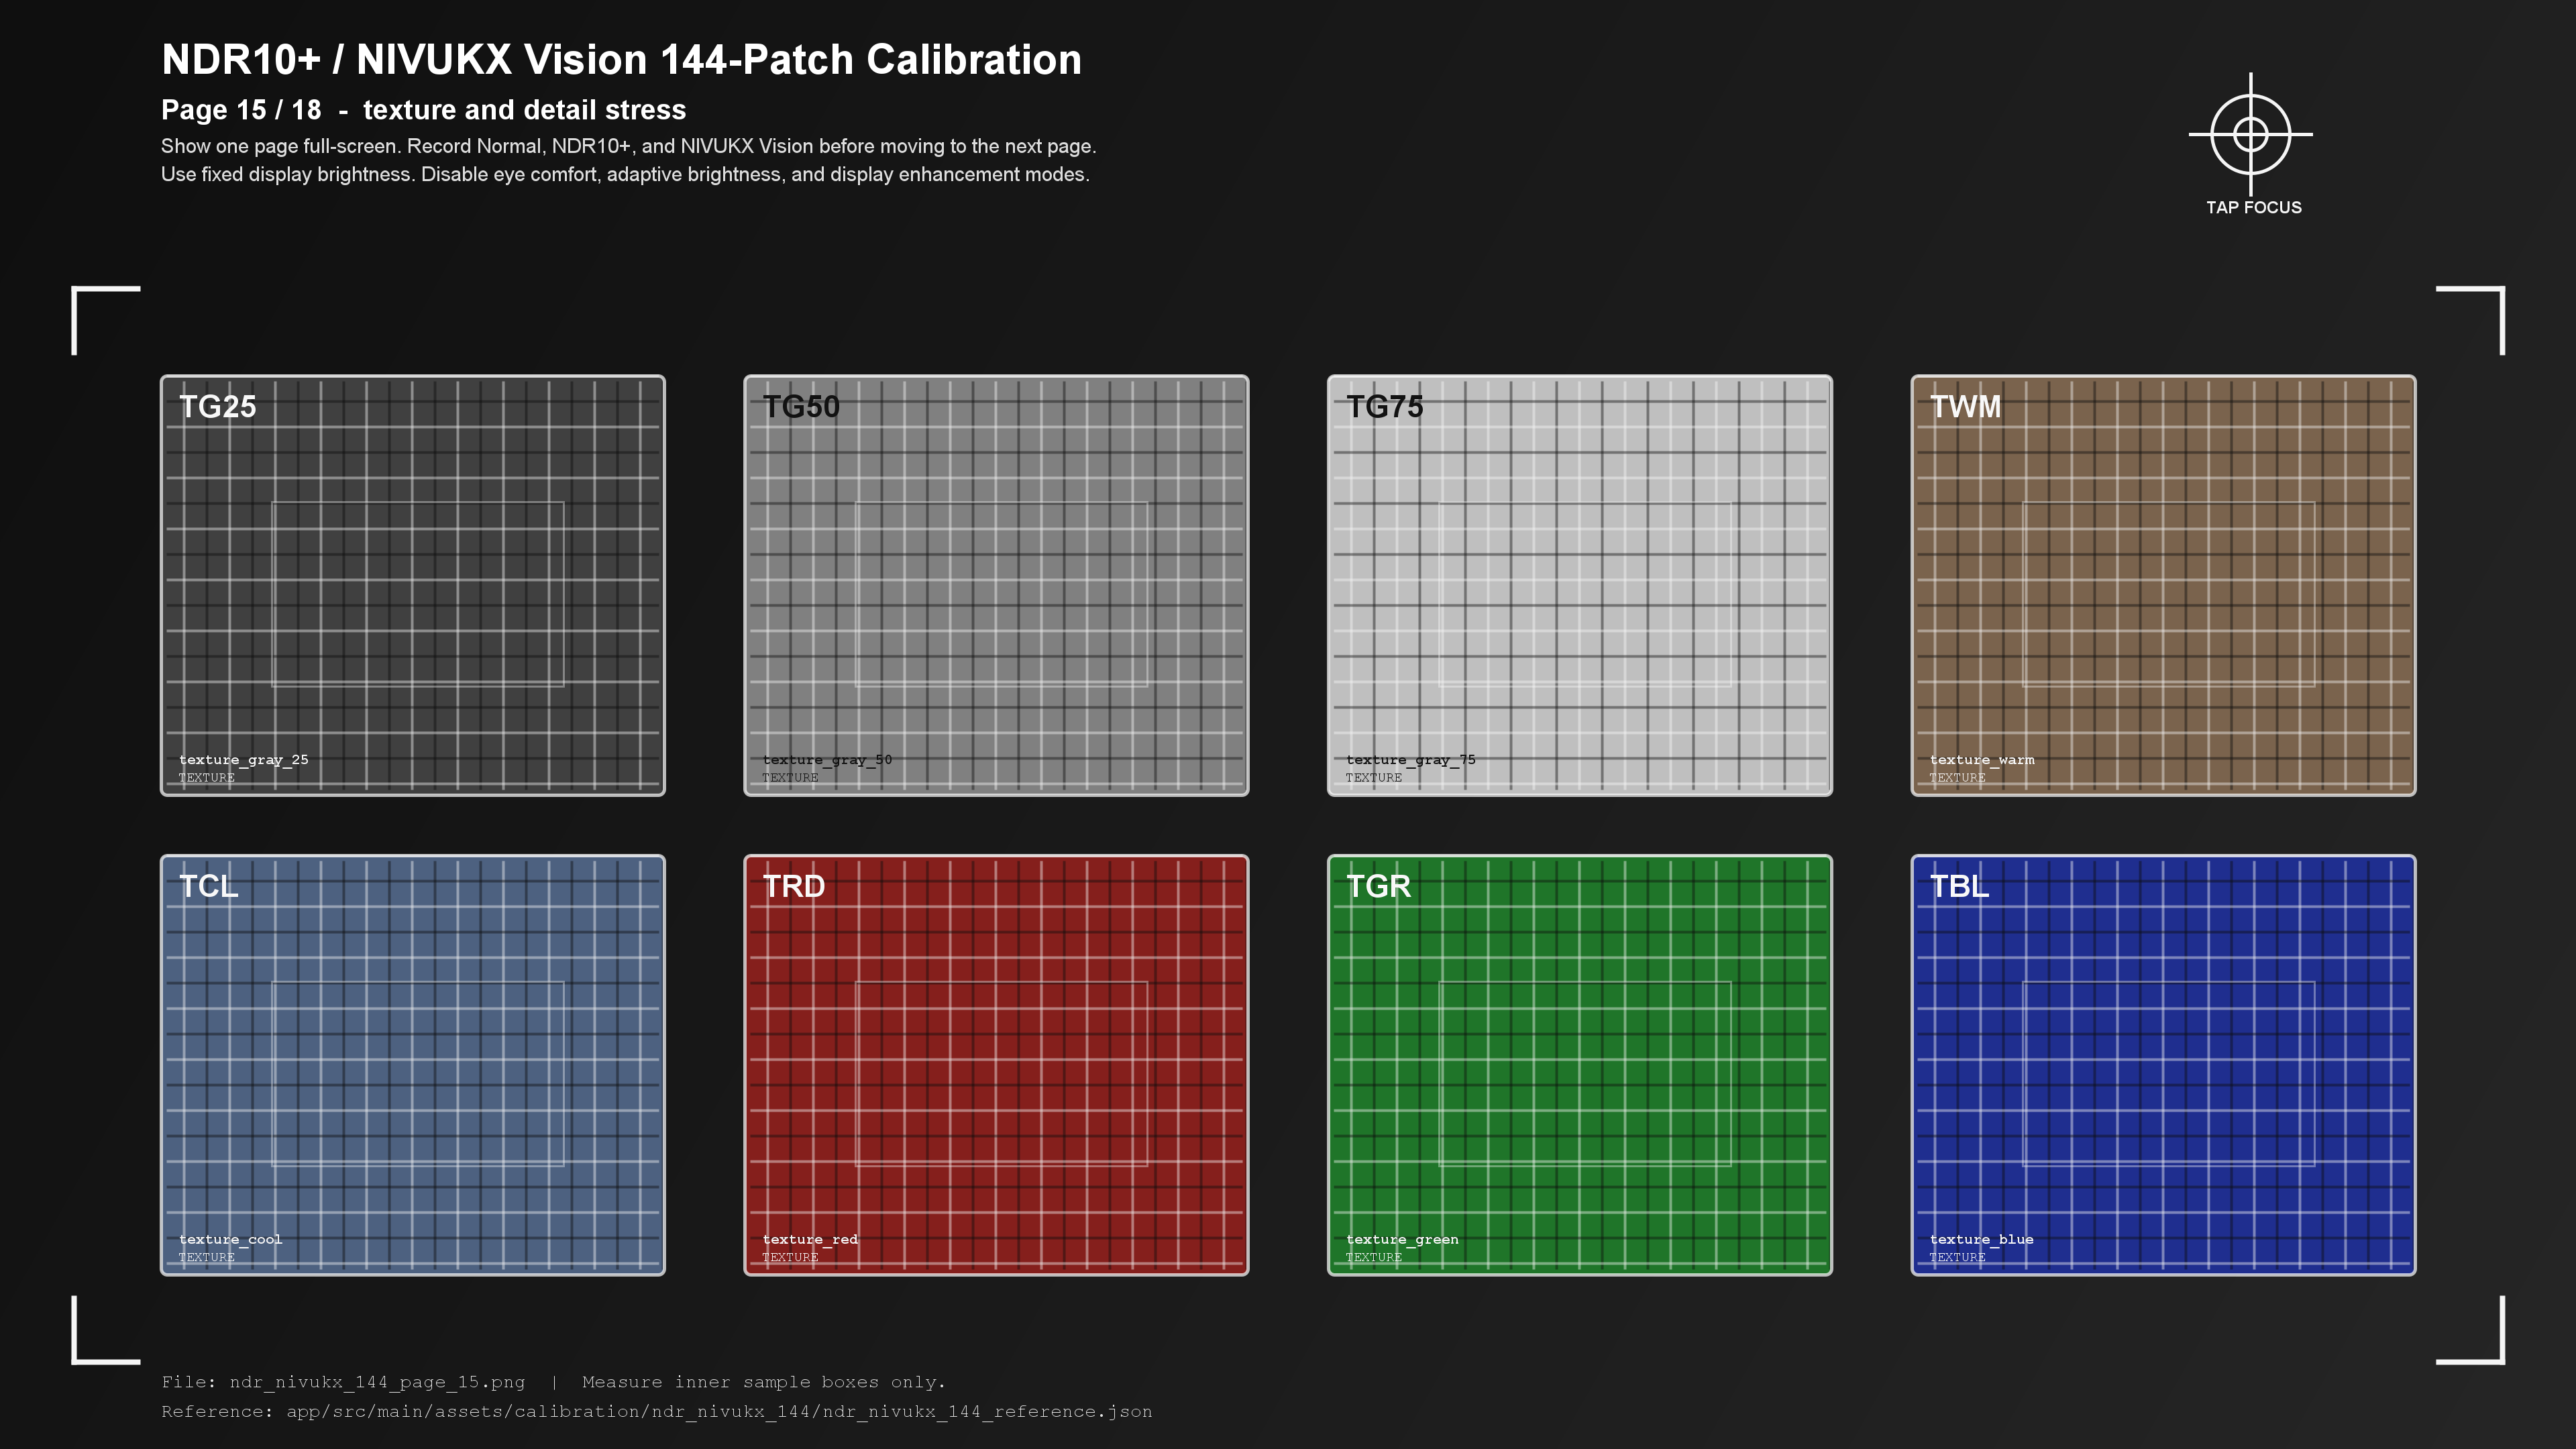 NDR10+ / NIVUKX Vision 144-Patch Calibration
Page 15 / 18 - texture and detail stress
Show one page full-screen. Record Normal, NDR10+, and NIVUKX Vision before moving to the next page.
Use fixed display brightness. Disable eye comfort, adaptive brightness, and display enhancement modes.
TAP FOCUS
TG25
texture_gray_25
TEXTURE
TG50
texture_gray_50
TEXTURE
TG75
texture_gray_75
TEXTURE
TWM
texture_warm
TEXTURE
TCL
texture_cool
TEXTURE
TRD
texture_red
TEXTURE
TGR
texture_green
TEXTURE
TBL
texture_blue
TEXTURE
File: ndr_nivukx_144_page_15.png | Measure inner sample boxes only.
Reference: app/src/main/assets/calibration/ndr_nivukx_144/ndr_nivukx_144_reference.json